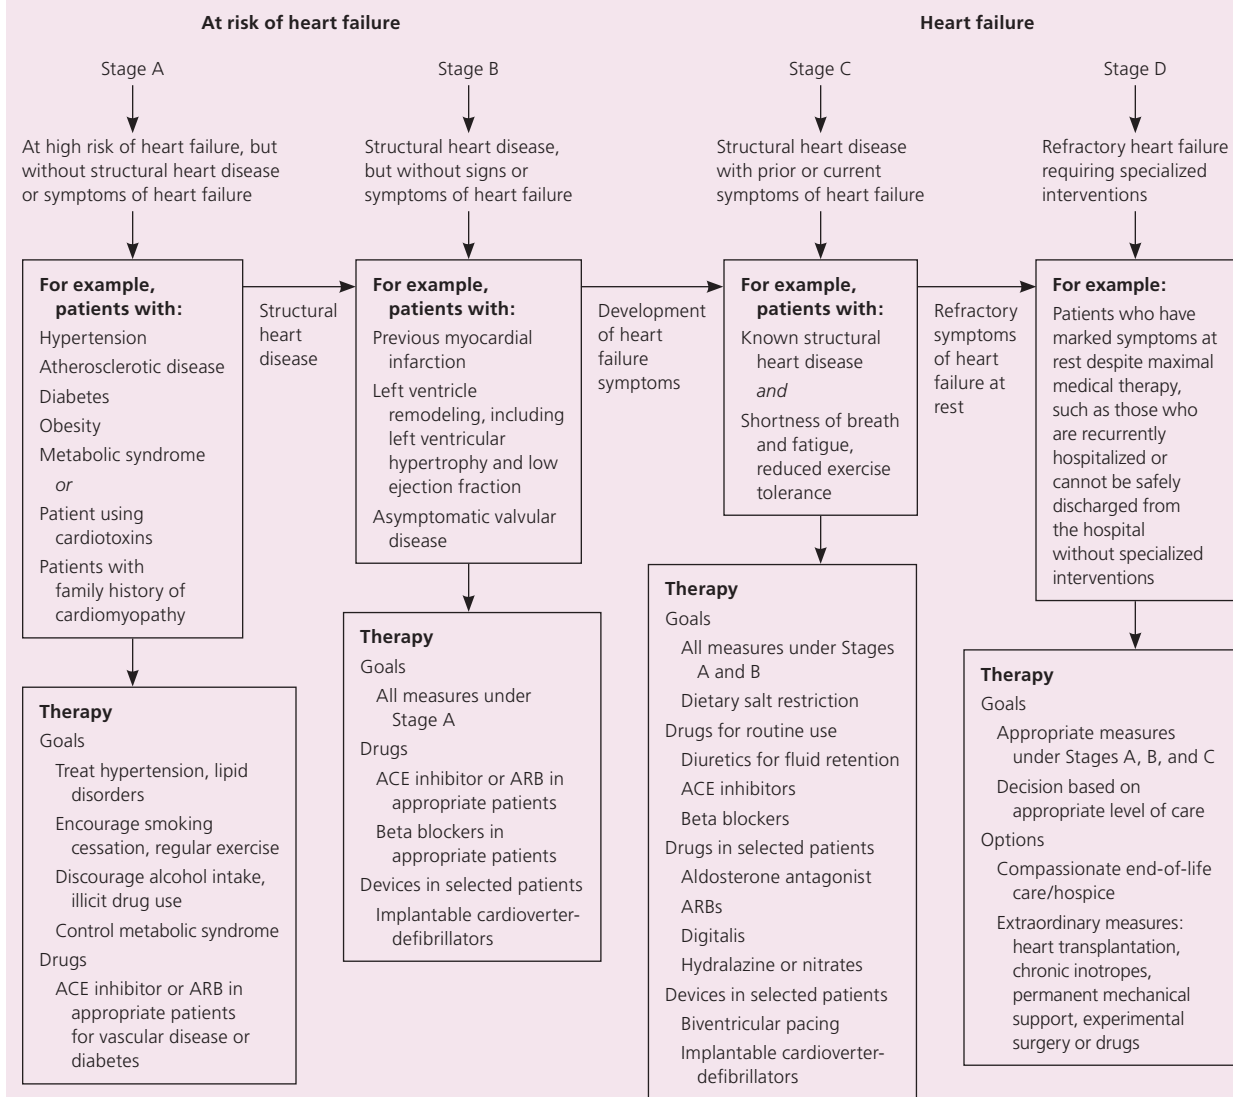 At risk of heart failure
Heart failure
Stage A
Stage B
Stage C
Stage D
At high risk of heart failure, but
without structural heart disease
or symptoms of heart failure
Structural heart disease,
but without signs or
symptoms of heart failure
Structural heart disease
with prior or current
symptoms of heart failure
Refractory heart failure
requiring specialized
interventions
For example,
patients with:
Hypertension
Atherosclerotic disease
Diabetes
Obesity
Metabolic syndrome
or
Patient using
cardiotoxins
Patients with
family history of
cardiomyopathy
Structural
heart
disease
For example,
patients with:
Previous myocardial
infarction
Left ventricle
remodeling, including
left ventricular
hypertrophy and low
ejection fraction
Asymptomatic valvular
disease
Development
of heart
failure
symptoms
For example,
patients with:
Known structural
heart disease
and
Shortness of breath
and fatigue,
reduced exercise
tolerance
Refractory
symptoms
of heart
failure at
rest
For example:
Patients who have
marked symptoms at
rest despite maximal
medical therapy,
such as those who
are recurrently
hospitalized or
cannot be safely
discharged from
the hospital
without specialized
interventions
Therapy
Goals
Treat hypertension, lipid
disorders
Encourage smoking
cessation, regular exercise
Discourage alcohol intake,
illicit drug use
Control metabolic syndrome
Drugs
ACE inhibitor or ARB in
appropriate patients
for vascular disease or
diabetes
Therapy
Goals
All measures under
Stage A
Drugs
ACE inhibitor or ARB in
appropriate patients
Beta blockers in
appropriate patients
Devices in selected patients
Implantable cardioverter-
defibrillators
Therapy
Goals
All measures under Stages
A and B
Dietary salt restriction
Drugs for routine use
Diuretics for fluid retention
ACE inhibitors
Beta blockers
Drugs in selected patients
Aldosterone antagonist
ARBs
Digitalis
Hydralazine or nitrates
Devices in selected patients
Biventricular pacing
Implantable cardioverter-
defibrillators
Therapy
Goals
Appropriate measures
under Stages A, B, and C
Decision based on
appropriate level of care
Options
Compassionate end-of-life
care/hospice
Extraordinary measures:
heart transplantation,
chronic inotropes,
permanent mechanical
support, experimental
surgery or drugs